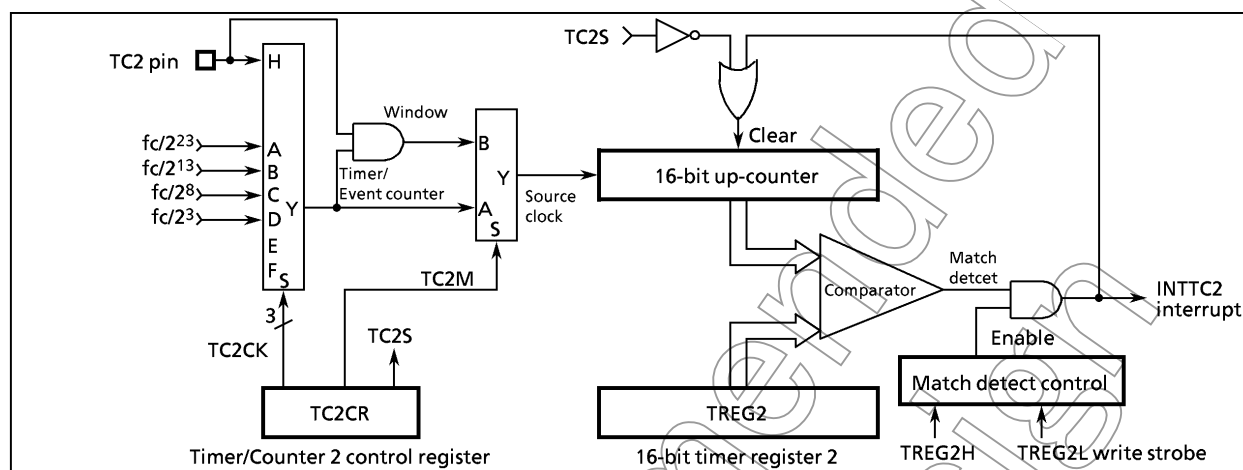 TC2 pin
H
fc/2^23
fc/2^13
fc/2^8
fc/2^3
A
B
C
D
E
F
S
Y
Window
Timer/
Event counter
B
Y
A
S
Source
clock
TC2S
Clear
16-bit up-counter
Comparator
Match
detcet
INTTC2
interrupt
Enable
Match detect control
TREG2H
TREG2L write strobe
TC2M
TC2S
3
TC2CK
TC2CR
Timer/Counter 2 control register
TREG2
16-bit timer register 2